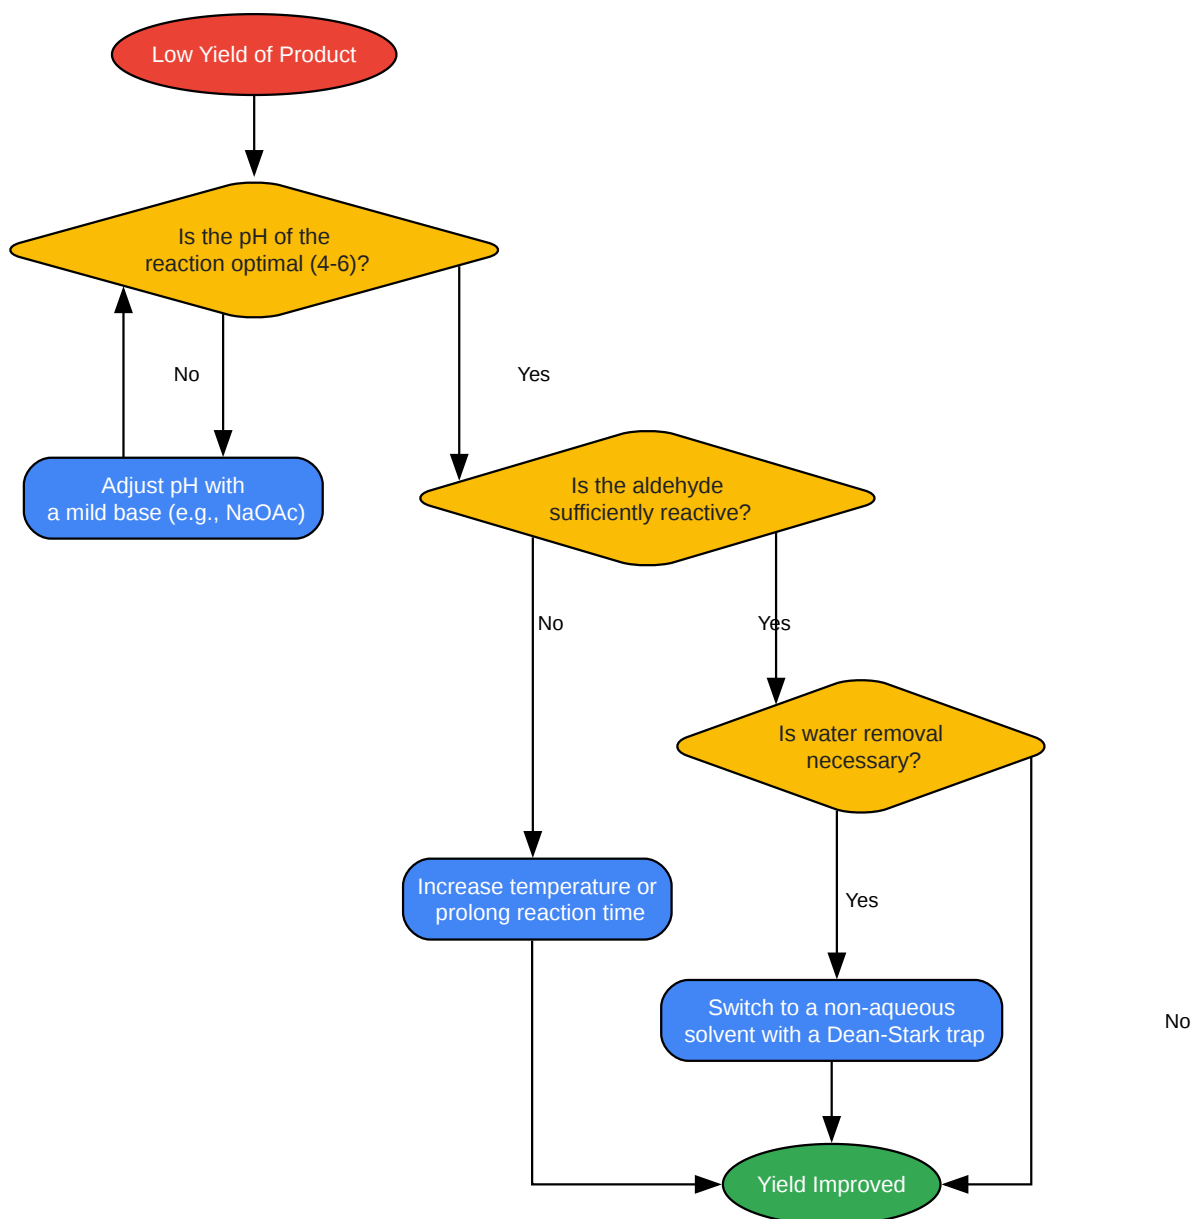 Low Yield of Product
Is the pH of the
reaction optimal (4-6)?
No
Yes
Adjust pH with
a mild base (e.g., NaOAc)
Is the aldehyde
sufficiently reactive?
No
Yes
Is water removal
necessary?
Increase temperature or
prolong reaction time
Yes
Switch to a non-aqueous
solvent with a Dean-Stark trap
No
Yield Improved